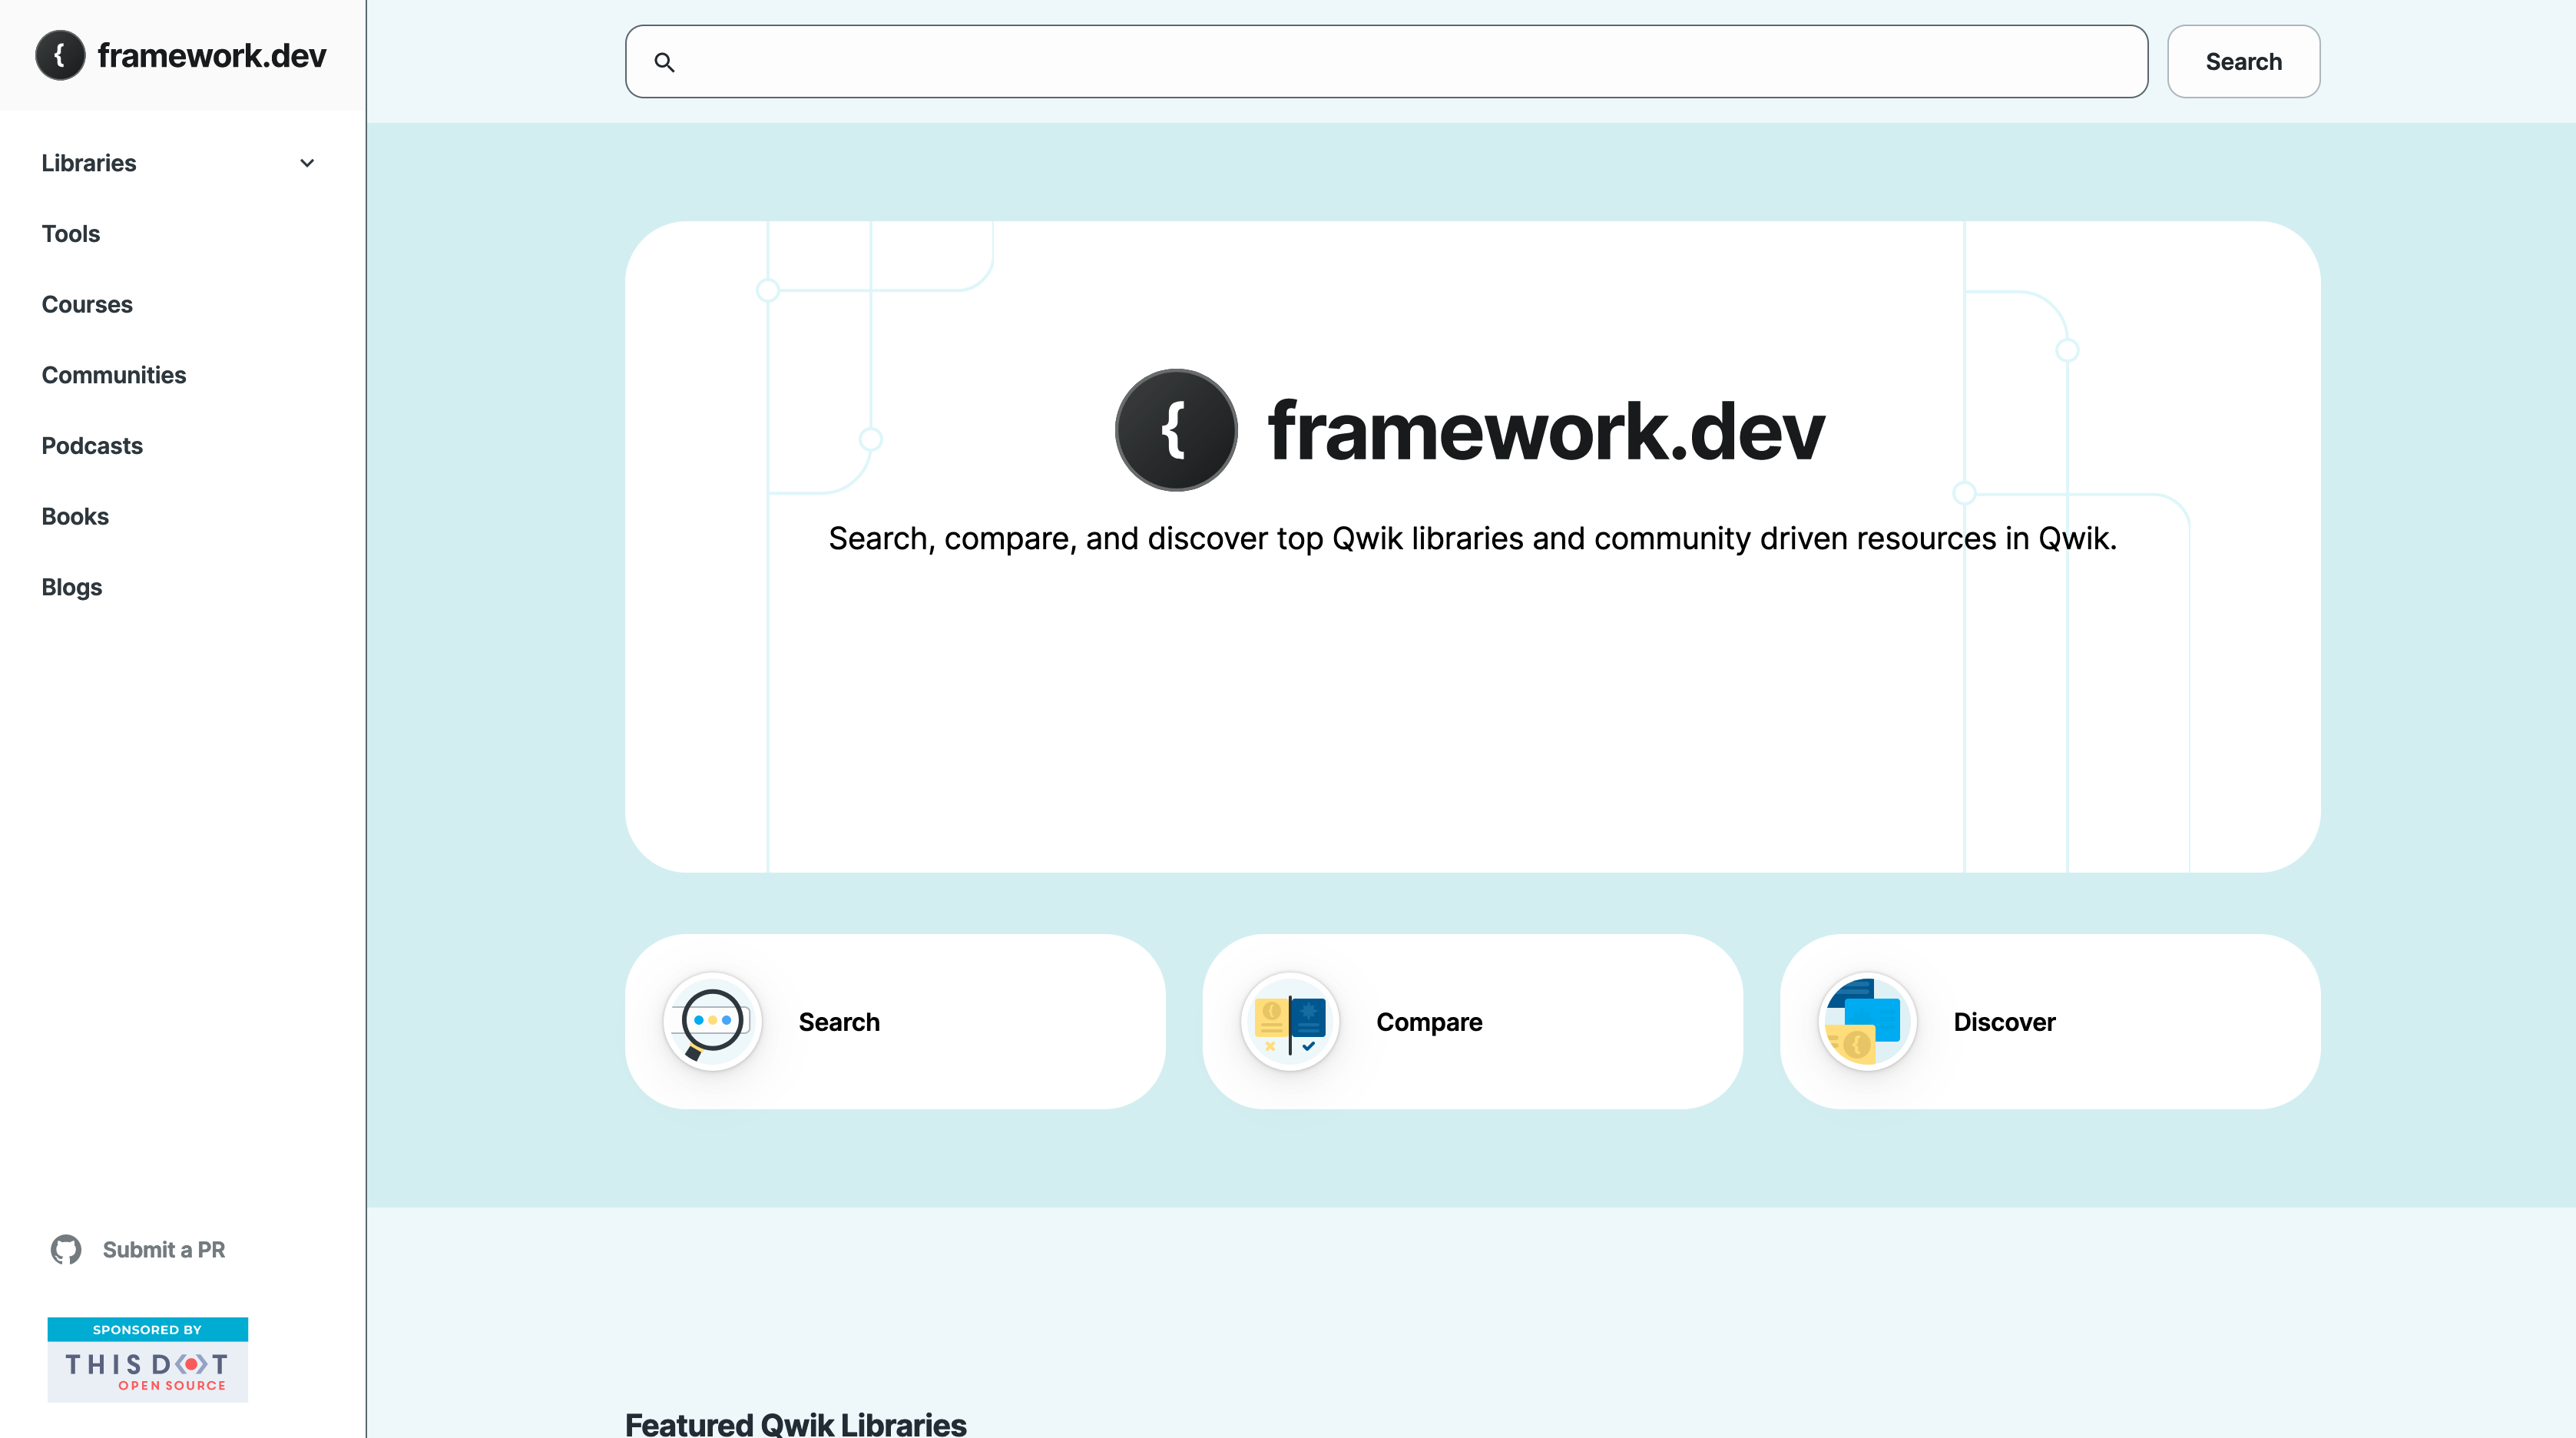 framework.dev
Libraries
Tools
Courses
Communities
Podcasts
Books
Blogs
Submit a PR
SPONSORED BY
THIS DOT
OPEN SOURCE
Search
framework.dev
Search, compare, and discover top Qwik libraries and community driven resources in Qwik.
Search
Compare
Discover
Featured Qwik Libraries